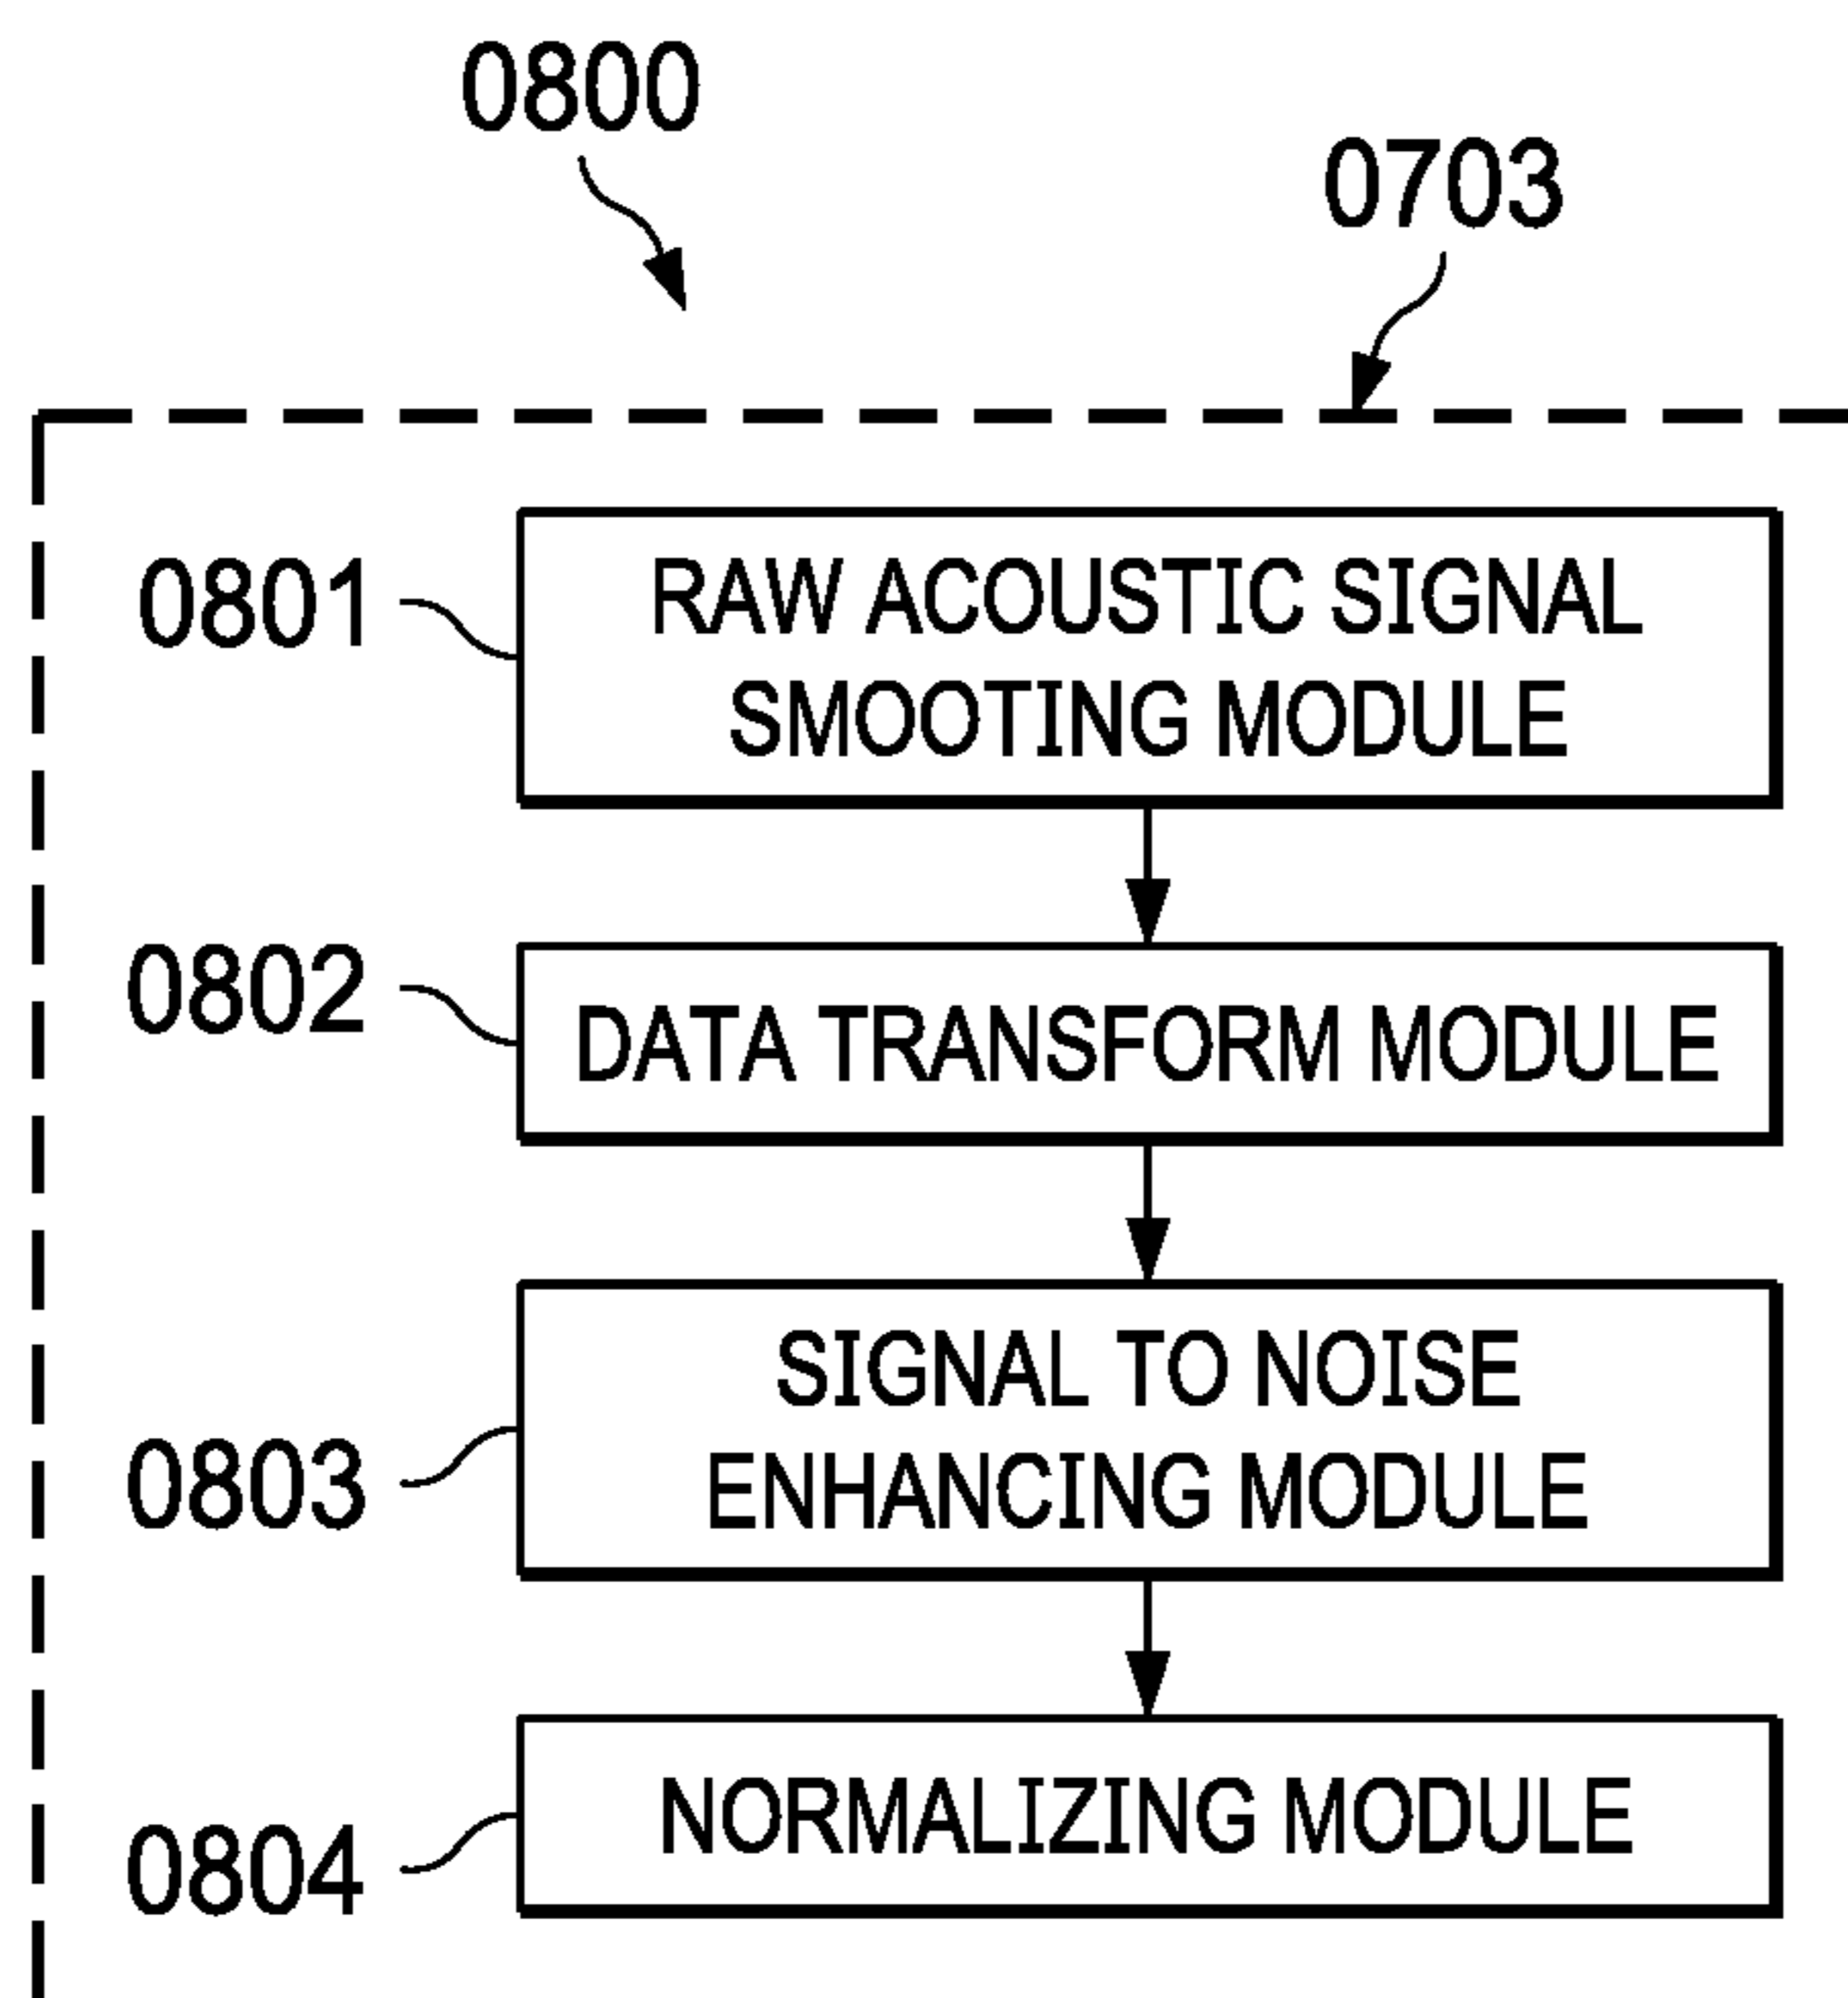 0800
0703
0801
RAW ACOUSTIC SIGNAL
SMOOTING MODULE
0802
DATA TRANSFORM MODULE
0803
SIGNAL TO NOISE
ENHANCING MODULE
0804
NORMALIZING MODULE